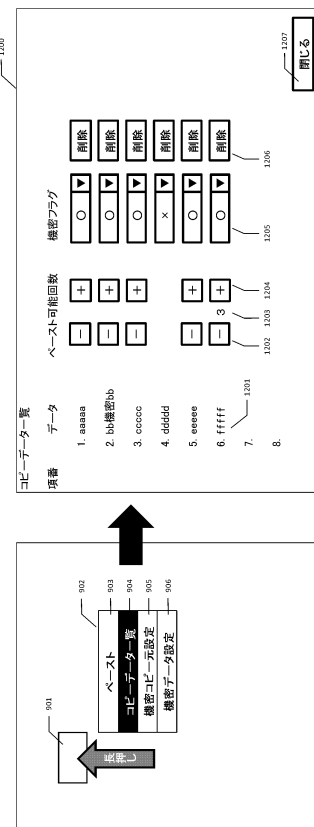 901
長押し
902
ペースト 903
コピーデータ一覧 904
機密コピー元設定 905
機密データ設定 906
1200
コピーデータ一覧
項番 データ ペースト可能回数 機密フラグ
1. aaaaa － ＋ ○ ▼ 削除
2. bb機密bb － ＋ ○ ▼ 削除
3. ccccc － ＋ ○ ▼ 削除
4. ddddd × ▼ 削除
5. eeeee － ＋ ○ ▼ 削除
6. fffff － 3 ＋ ○ ▼ 削除
7.
8.
1201
1202
1203
1204
1205
1206
1207
閉じる